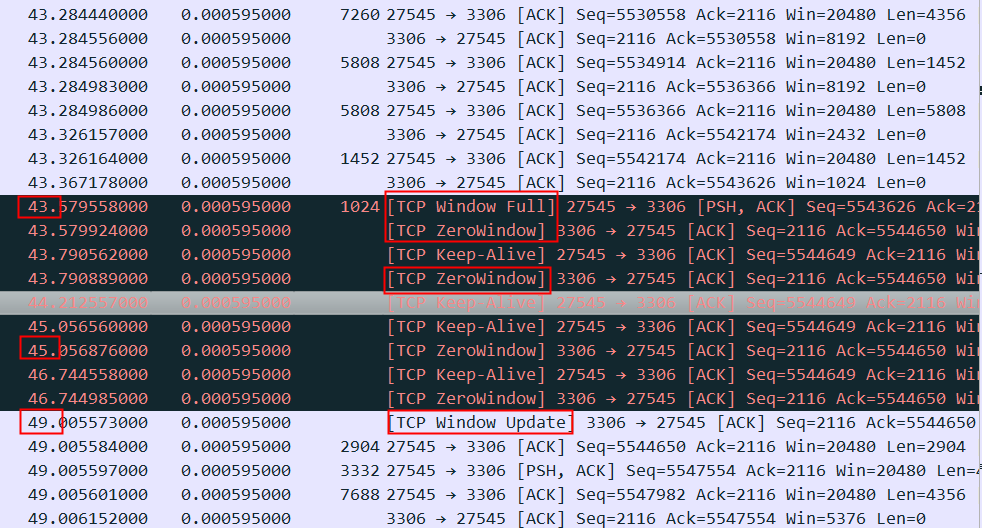 43.284440000 0.000595000 7260 27545 → 3306 [ACK] Seq=5530558 Ack=2116 Win=20480 Len=4356
43.284556000 0.000595000 3306 → 27545 [ACK] Seq=2116 Ack=5530558 Win=8192 Len=0
43.284560000 0.000595000 5808 27545 → 3306 [ACK] Seq=5534914 Ack=2116 Win=20480 Len=1452
43.284983000 0.000595000 3306 → 27545 [ACK] Seq=2116 Ack=5536366 Win=8192 Len=0
43.284986000 0.000595000 5808 27545 → 3306 [ACK] Seq=5536366 Ack=2116 Win=20480 Len=5808
43.326157000 0.000595000 3306 → 27545 [ACK] Seq=2116 Ack=5542174 Win=2432 Len=0
43.326164000 0.000595000 1452 27545 → 3306 [ACK] Seq=5542174 Ack=2116 Win=20480 Len=1452
43.367178000 0.000595000 3306 → 27545 [ACK] Seq=2116 Ack=5543626 Win=1024 Len=0
43.579558000 0.000595000 1024 [TCP Window Full] 27545 → 3306 [PSH, ACK] Seq=5543626 Ack=2
43.579924000 0.000595000 [TCP ZeroWindow] 3306 → 27545 [ACK] Seq=2116 Ack=5544650 Win
43.790562000 0.000595000 [TCP Keep-Alive] 27545 → 3306 [ACK] Seq=5544649 Ack=2116 Win
43.790889000 0.000595000 [TCP ZeroWindow] 3306 → 27545 [ACK] Seq=2116 Ack=5544650 Win
44.212557000 0.000595000 [TCP Keep-Alive] 27545 → 3306 [ACK] Seq=5544649 Ack=2116 Win
45.056560000 0.000595000 [TCP Keep-Alive] 27545 → 3306 [ACK] Seq=5544649 Ack=2116 Win
45.056876000 0.000595000 [TCP ZeroWindow] 3306 → 27545 [ACK] Seq=2116 Ack=5544650 Win
46.744558000 0.000595000 [TCP Keep-Alive] 27545 → 3306 [ACK] Seq=5544649 Ack=2116 Win
46.744985000 0.000595000 [TCP ZeroWindow] 3306 → 27545 [ACK] Seq=2116 Ack=5544650 Win
49.005573000 0.000595000 [TCP Window Update] 3306 → 27545 [ACK] Seq=2116 Ack=5544650
49.005584000 0.000595000 2904 27545 → 3306 [ACK] Seq=5544650 Ack=2116 Win=20480 Len=2904
49.005597000 0.000595000 3332 27545 → 3306 [PSH, ACK] Seq=5547554 Ack=2116 Win=20480 Len=
49.005601000 0.000595000 7688 27545 → 3306 [ACK] Seq=5547982 Ack=2116 Win=20480 Len=4356
49.006152000 0.000595000 3306 → 27545 [ACK] Seq=2116 Ack=5547554 Win=5376 Len=0